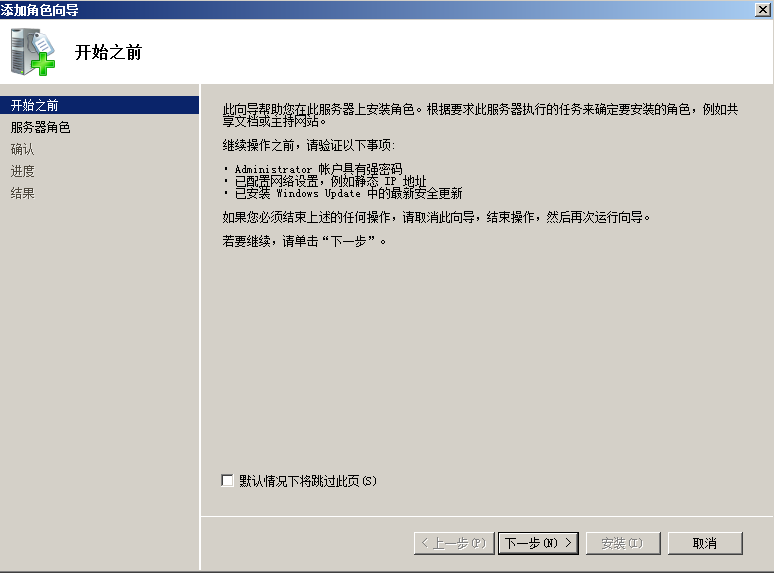 添加角色向导
开始之前
开始之前
服务器角色
确认
进度
结果
此向导帮助您在此服务器上安装角色。根据要求此服务器执行的任务来确定要安装的角色，例如共
享文档或主持网站。
继续操作之前，请验证以下事项:
· Administrator 帐户具有强密码
· 已配置网络设置，例如静态 IP 地址
· 已安装 Windows Update 中的最新安全更新
如果您必须结束上述的任何操作，请取消此向导，结束操作，然后再次运行向导。
若要继续，请单击“下一步”。
默认情况下将跳过此页(S)
< 上一步(P) 下一步(N) > 安装(I) 取消